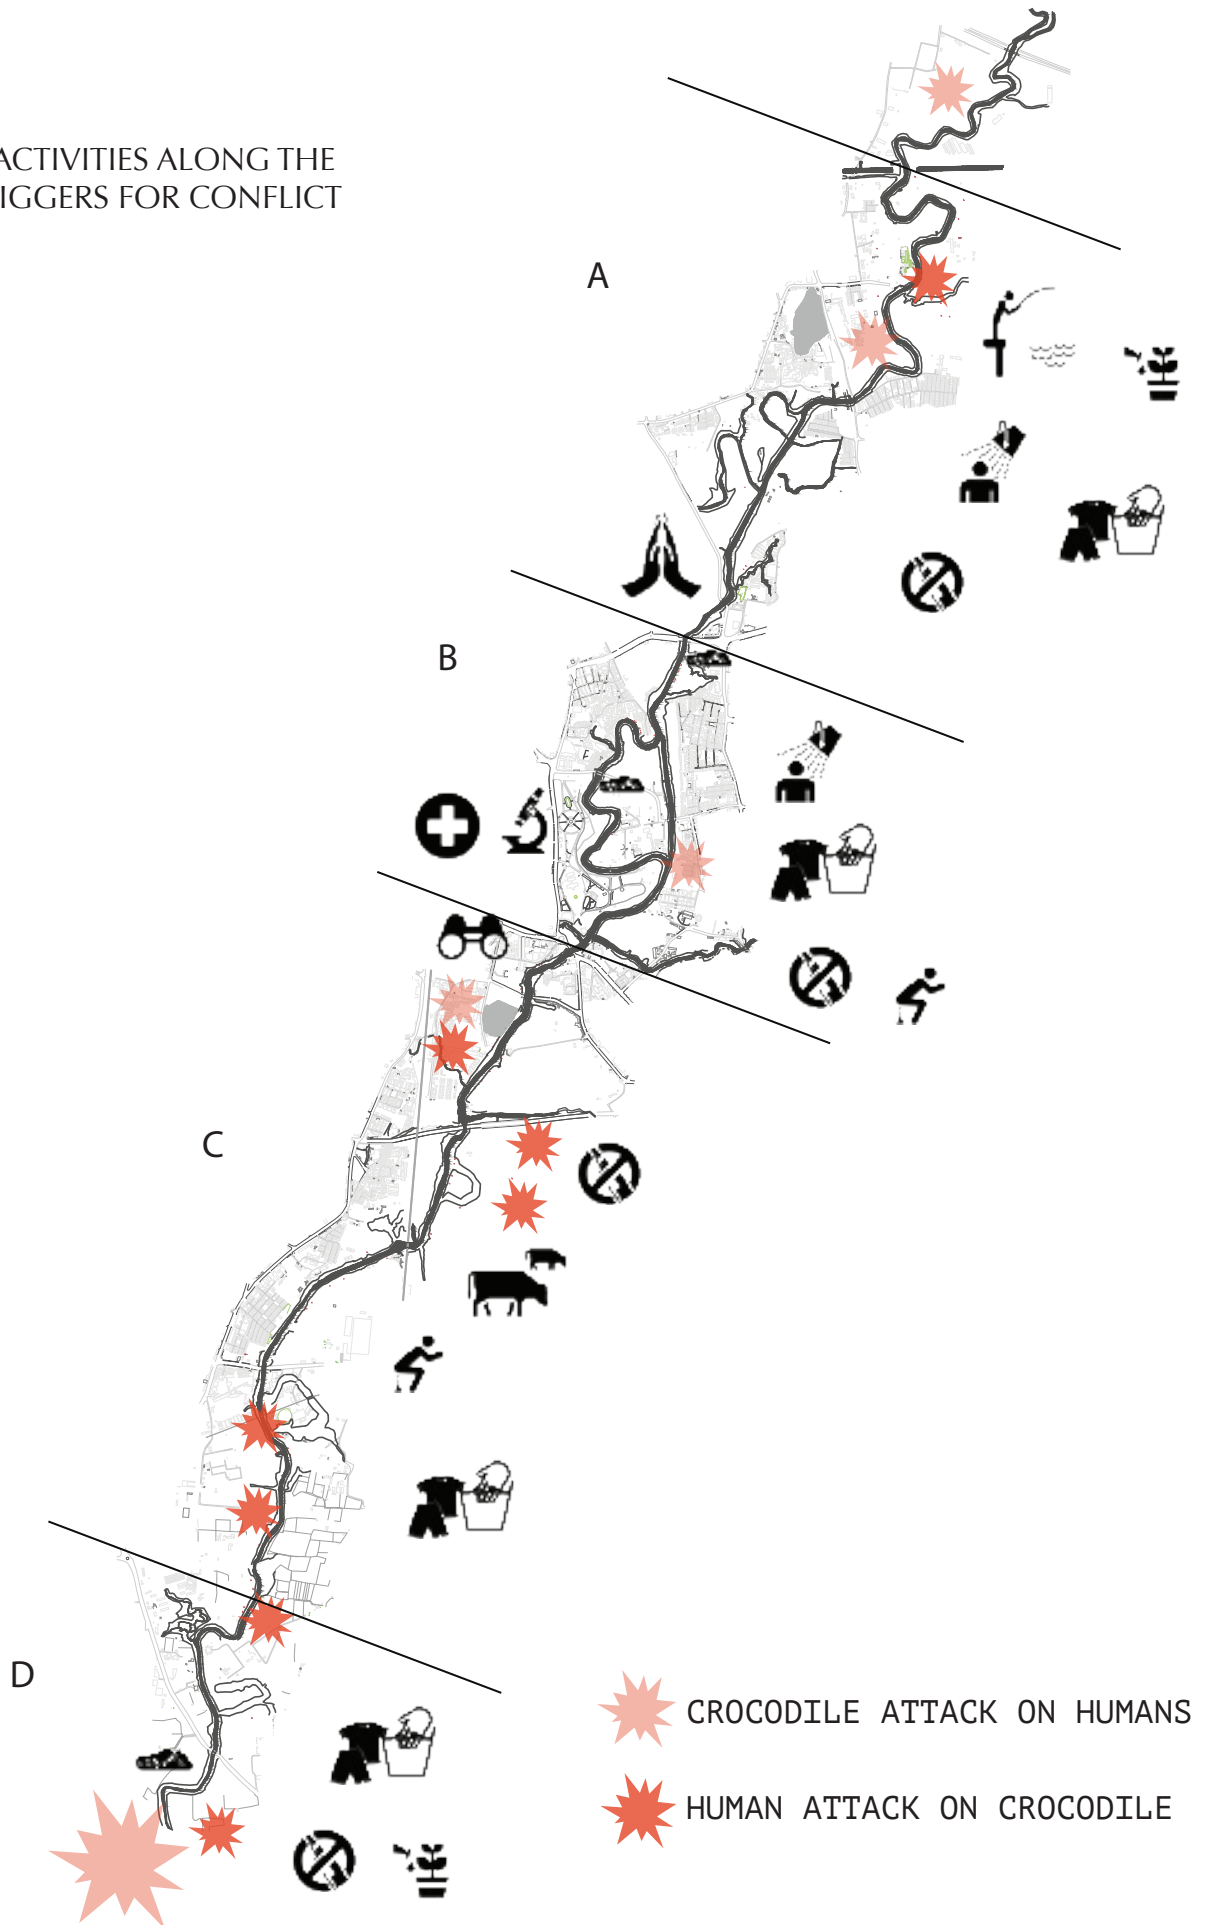 ACTIVITIES ALONG THE
IGGERS FOR CONFLICT
A
B
C
D
CROCODILE ATTACK ON HUMANS
HUMAN ATTACK ON CROCODILE